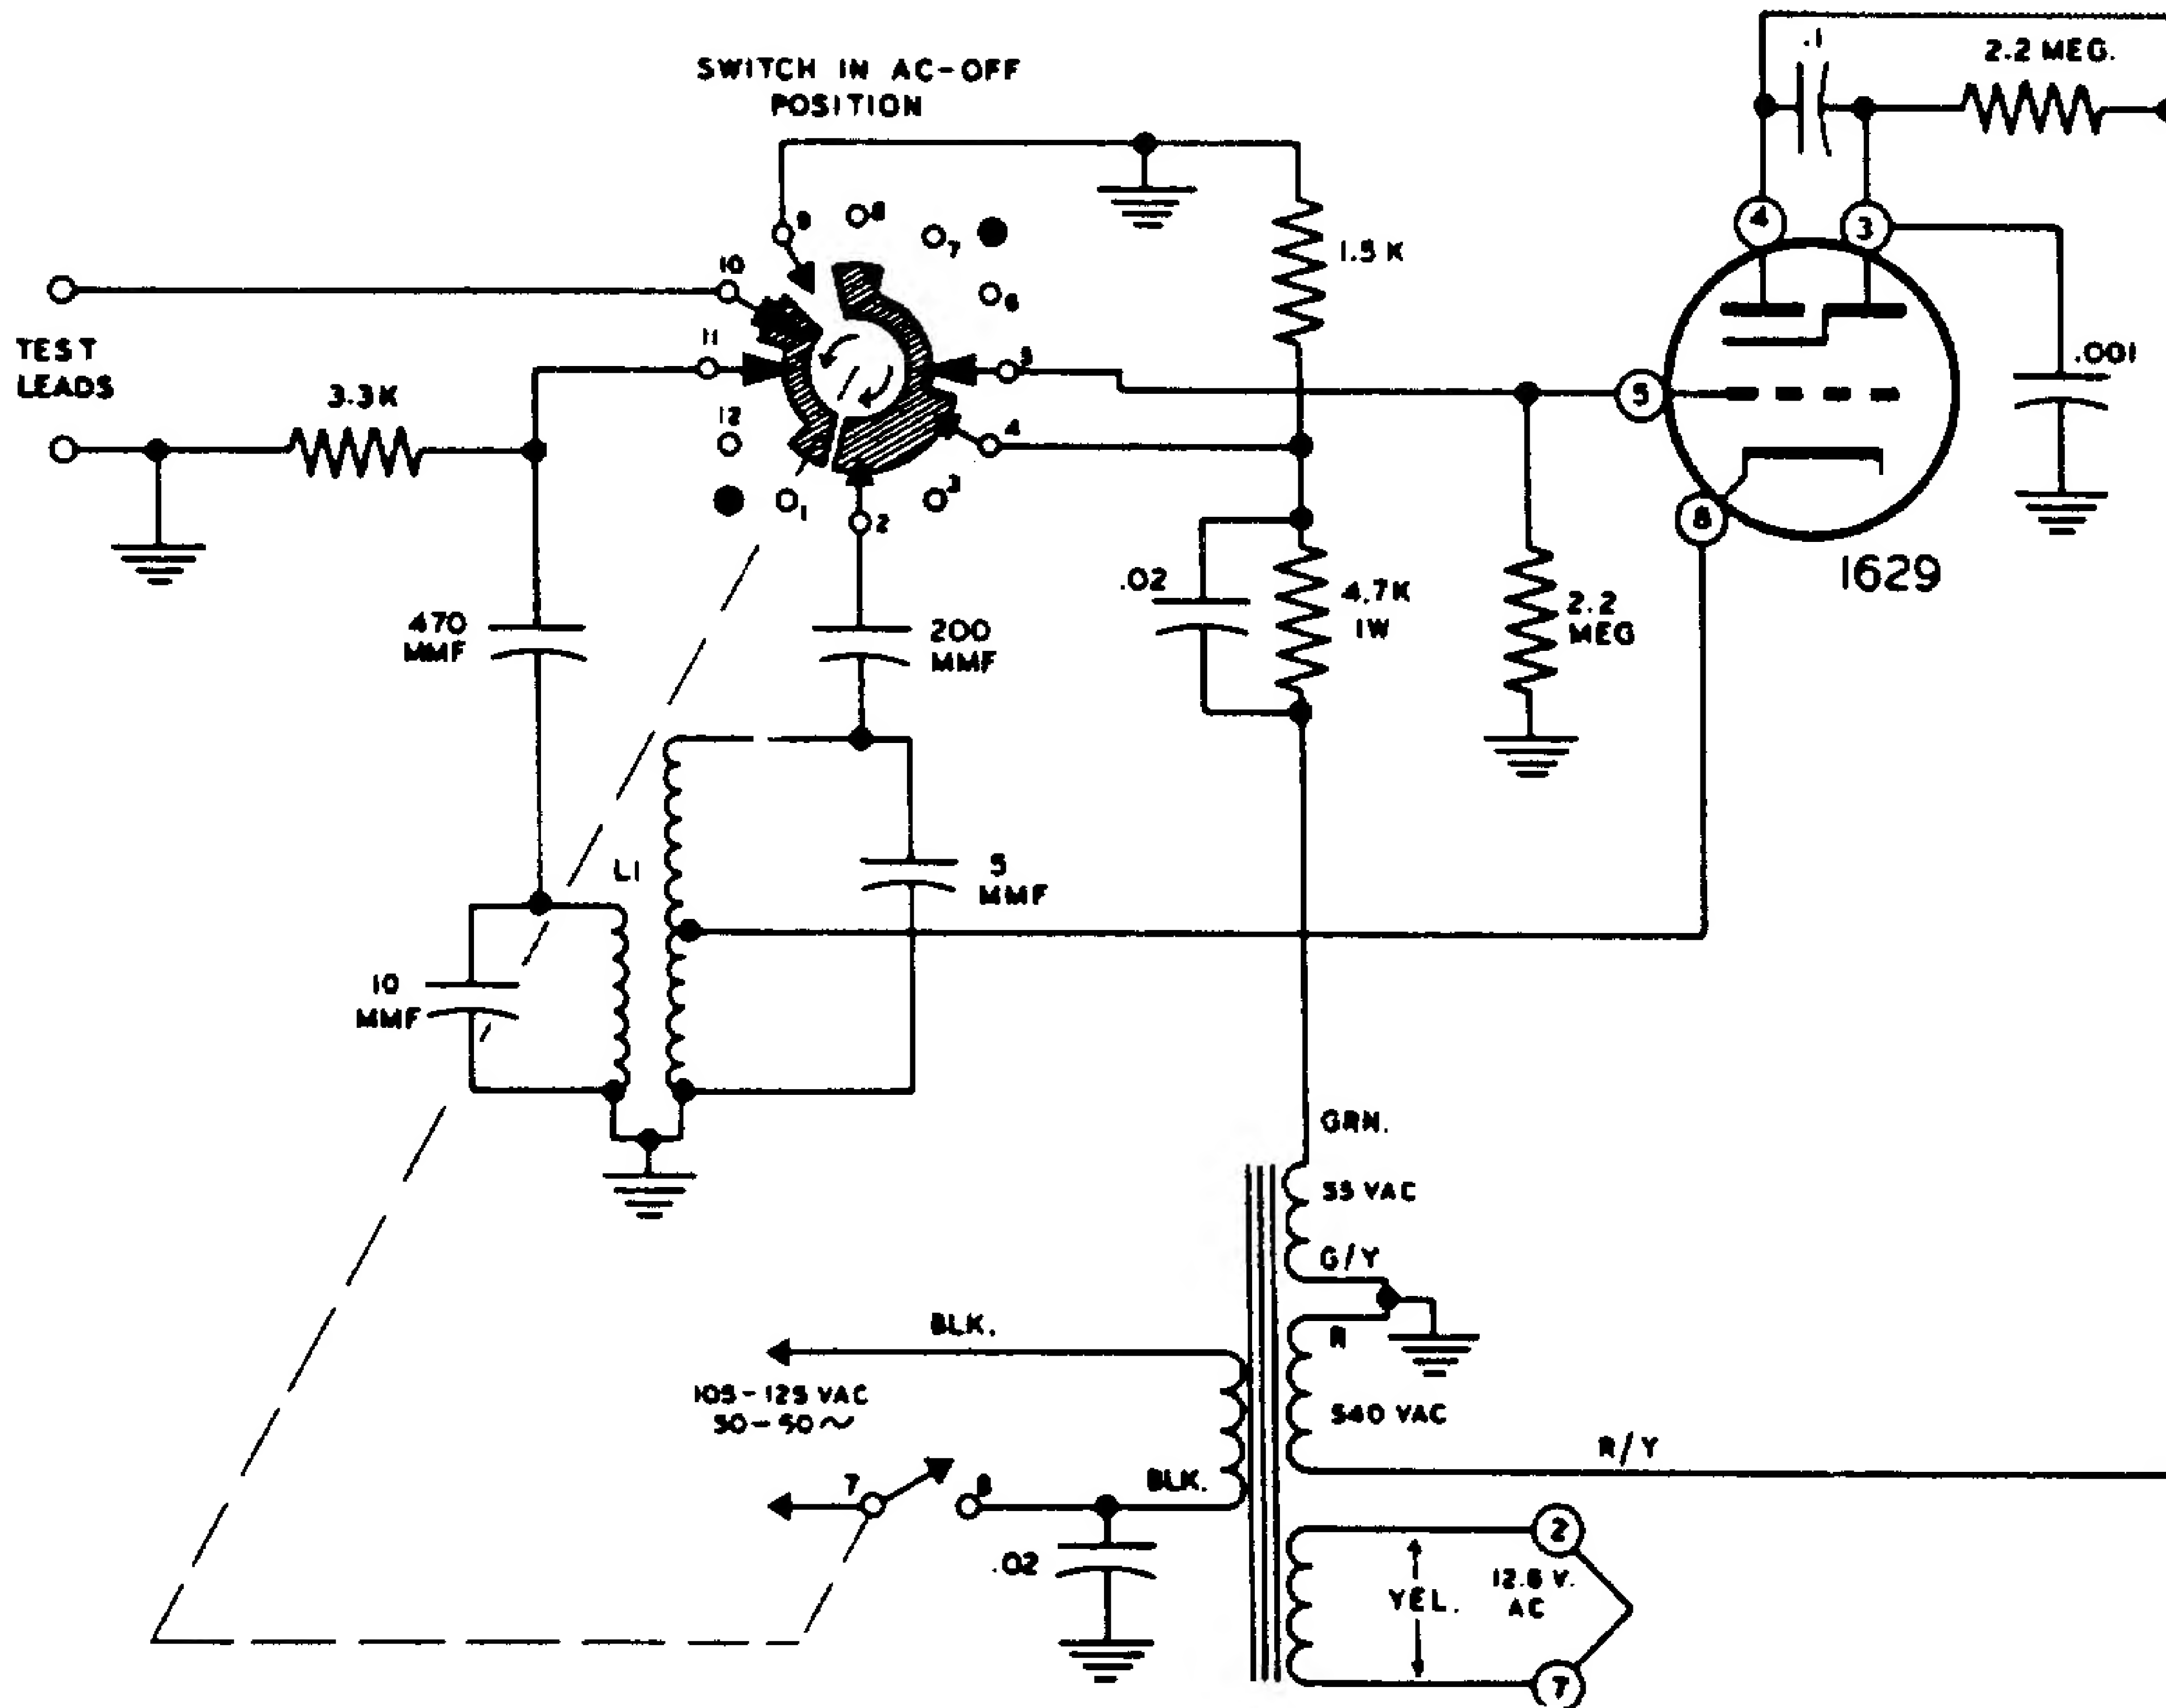 SWITCH IN AC-OFF
POSITION
.1
2.2 MEG.
9
8
7
10
6
1.5 K
4
3
TEST
LEADS
11
5
.001
3.3K
12
4
5
1
2
3
8
1629
470
MMF
200
MMF
.02
4.7K
1W
2.2
MEG
L1
5
MMF
10
MMF
GRN.
55 VAC
G/Y
BLK.
R
105-125 VAC
540 VAC
R/Y
7
8
BLK.
.02
2
YEL.
12.6 V.
AC
7